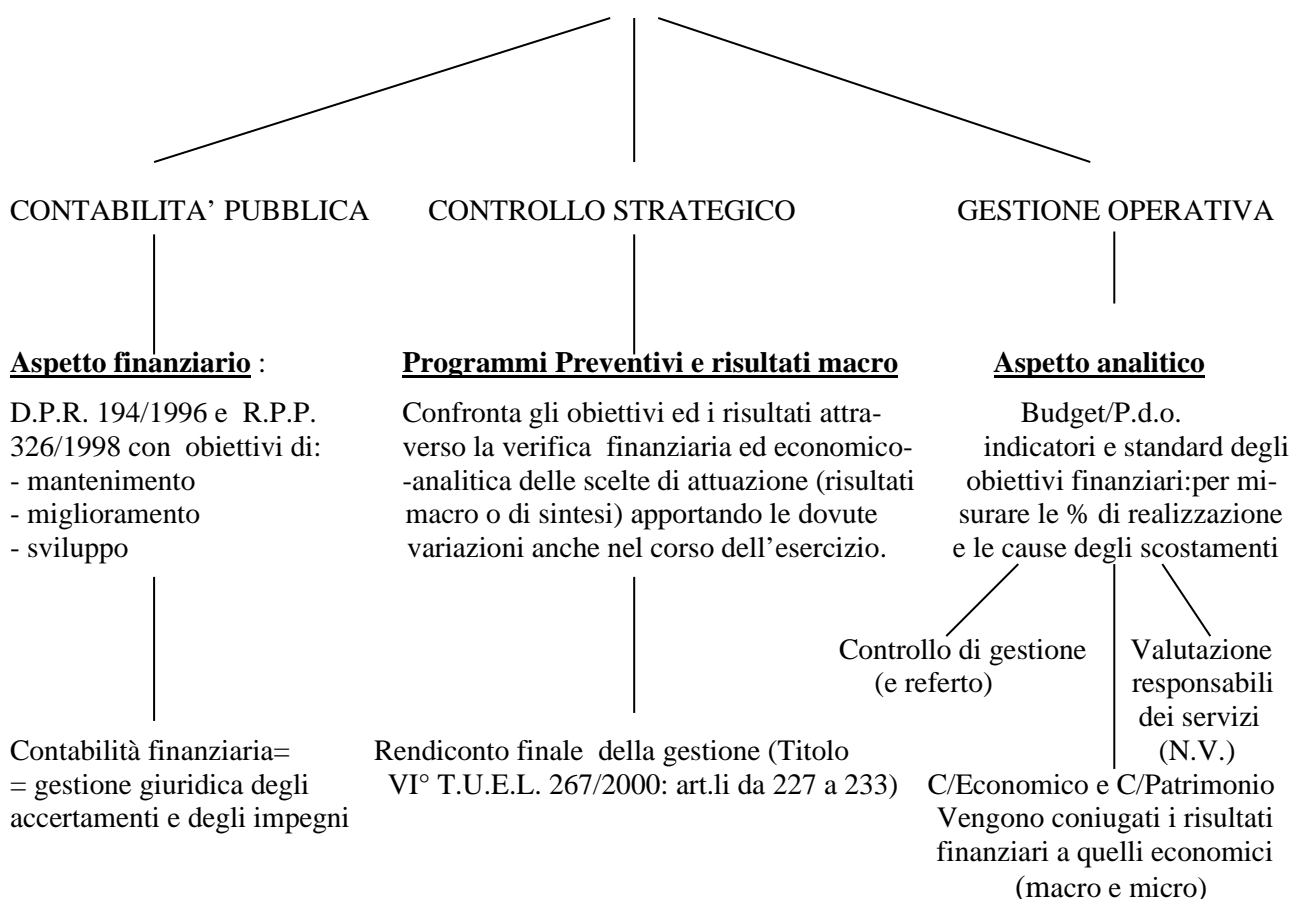 CONTABILITA’ PUBBLICA
CONTROLLO STRATEGICO
GESTIONE OPERATIVA
Aspetto finanziario :
D.P.R. 194/1996 e R.P.P.
326/1998 con obiettivi di:
- mantenimento
- miglioramento
- sviluppo
Contabilità finanziaria=
= gestione giuridica degli
accertamenti e degli impegni
Programmi Preventivi e risultati macro
Confronta gli obiettivi ed i risultati attra-
verso la verifica finanziaria ed economico-
-analitica delle scelte di attuazione (risultati
macro o di sintesi) apportando le dovute
variazioni anche nel corso dell’esercizio.
Rendiconto finale della gestione (Titolo
VI° T.U.E.L. 267/2000: art.li da 227 a 233)
Aspetto analitico
Budget/P.d.o.
indicatori e standard degli
obiettivi finanziari:per mi-
surare le % di realizzazione
e le cause degli scostamenti
Controllo di gestione
(e referto)
Valutazione
responsabili
dei servizi
(N.V.)
C/Economico e C/Patrimonio
Vengono coniugati i risultati
finanziari a quelli economici
(macro e micro)